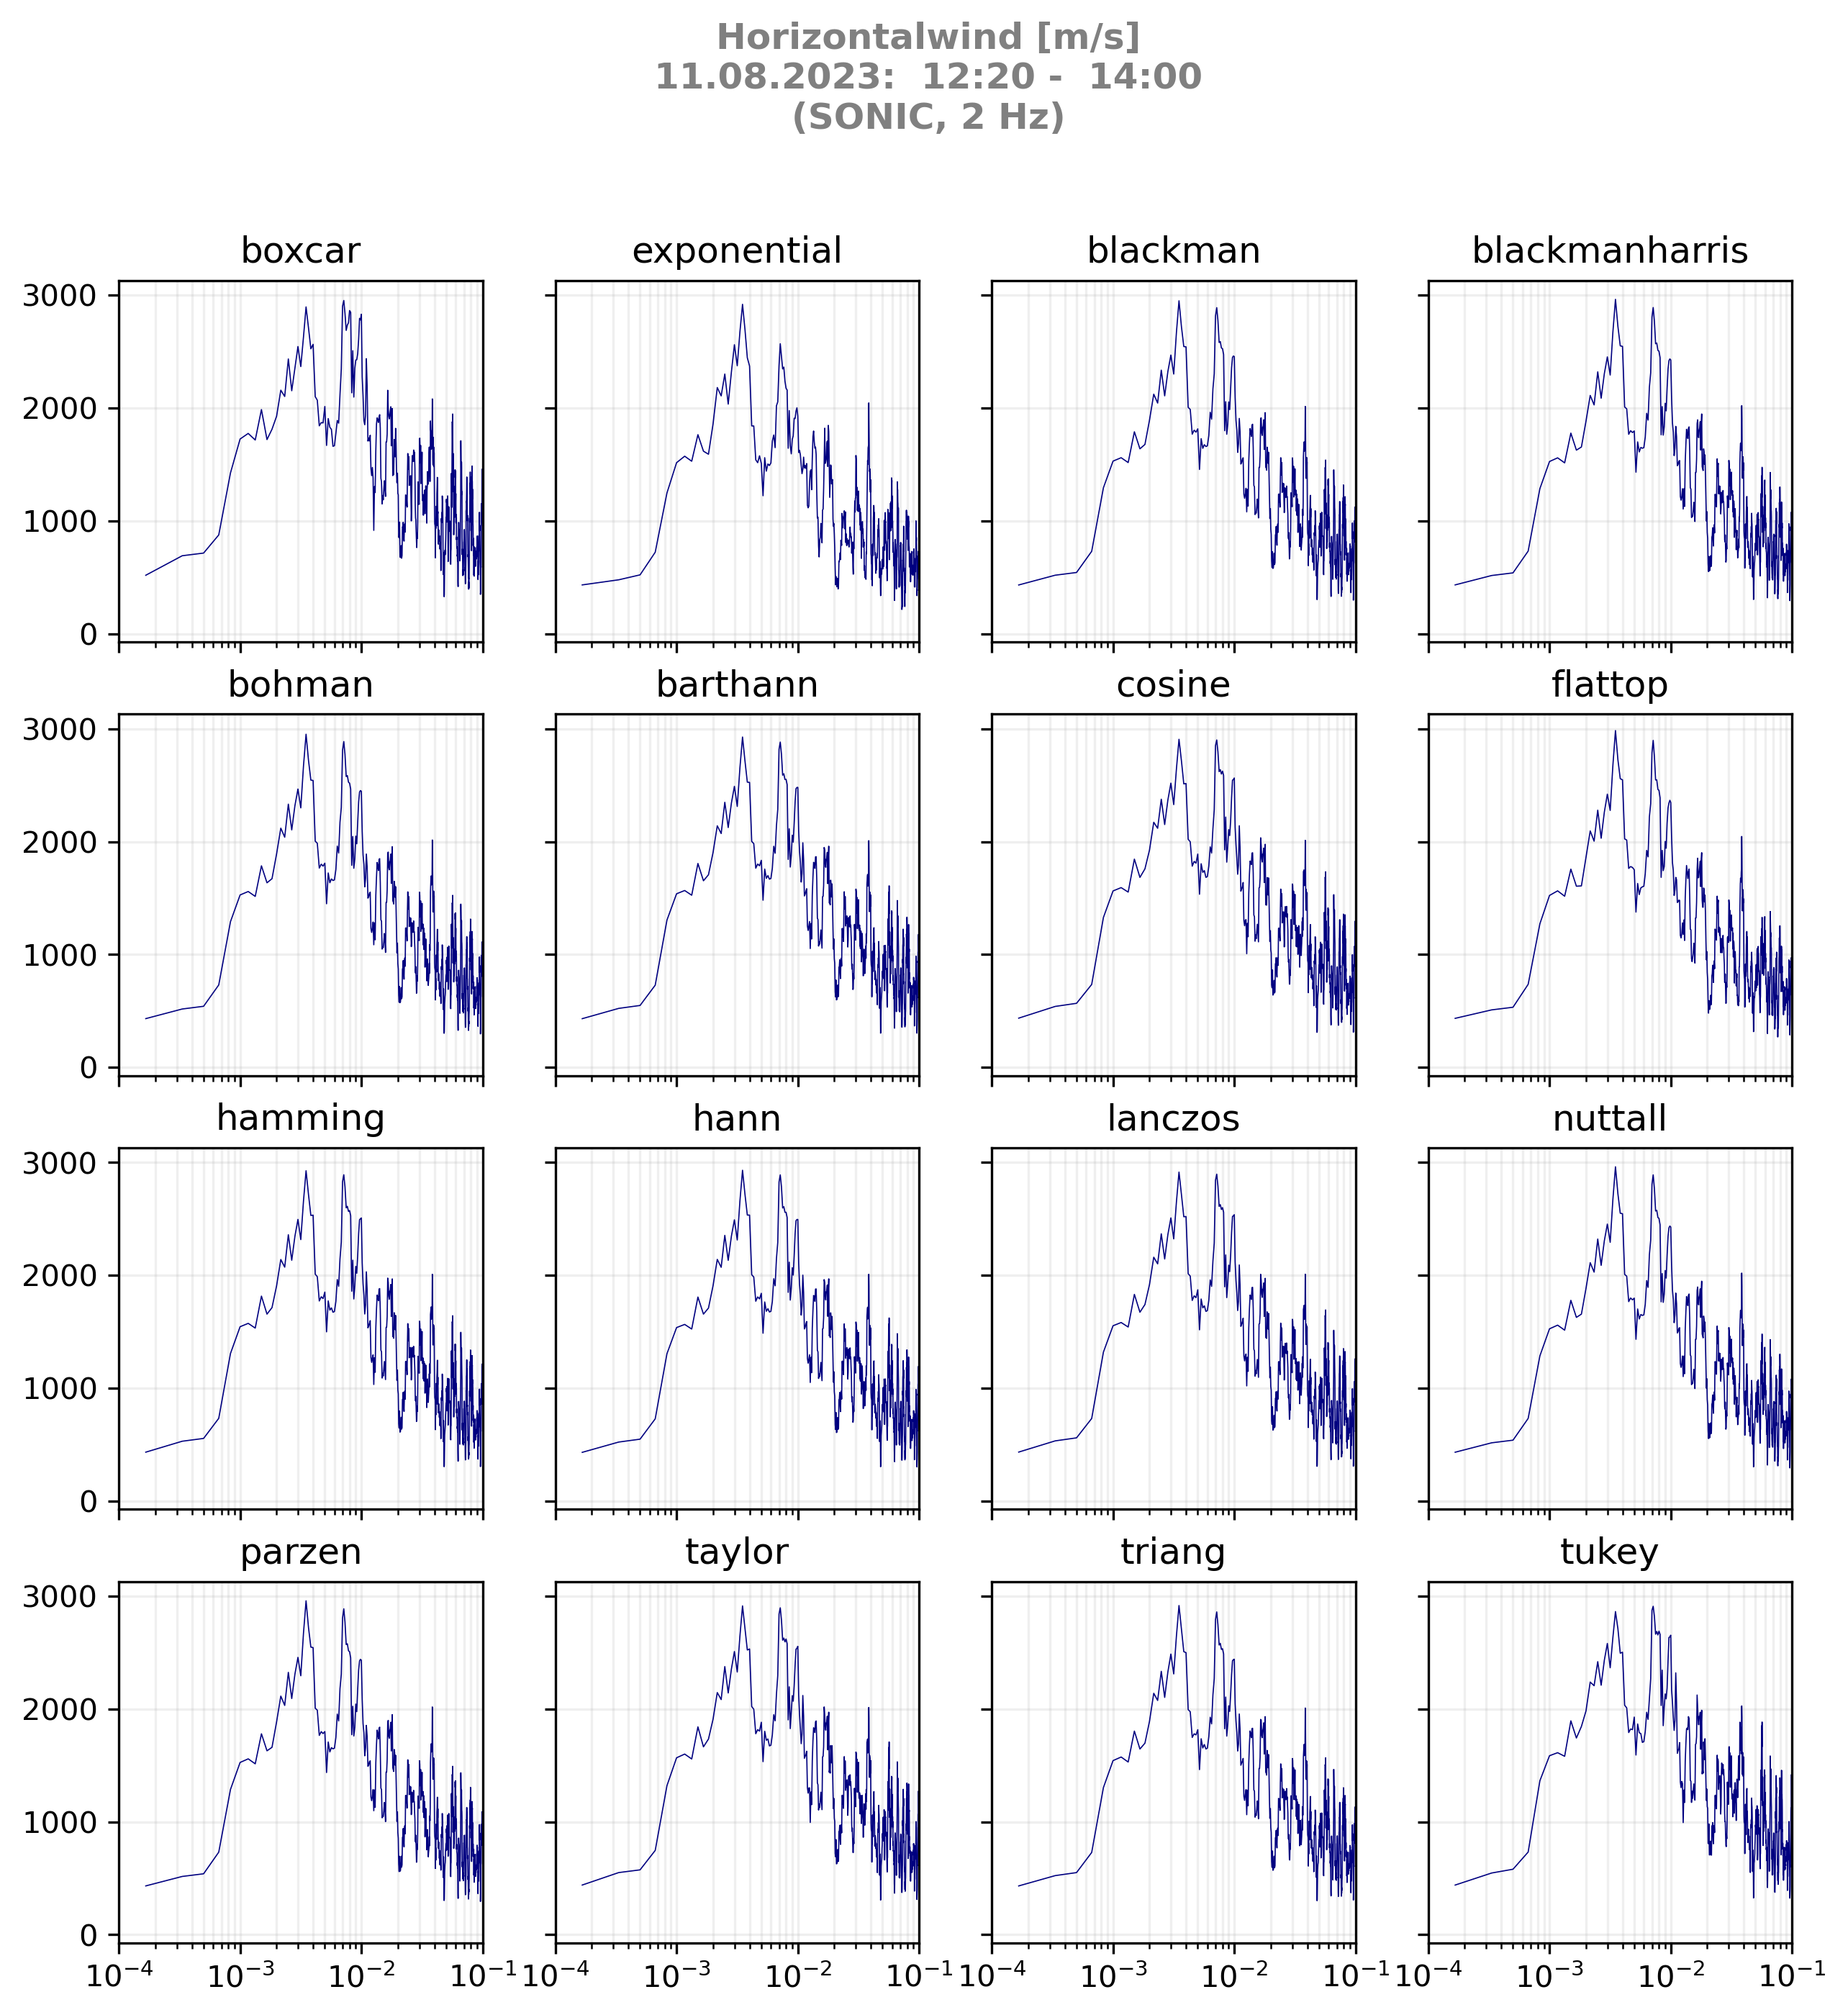 Horizontalwind [m/s]
11.08.2023:  12:20 -  14:00
(SONIC, 2 Hz)
boxcar exponential blackman blackmanharris
3000
2000
1000
0
bohman barthann cosine flattop
3000
2000
1000
0
hamming hann lanczos nuttall
3000
2000
1000
0
parzen taylor triang tukey
3000
2000
1000
0
10⁻⁴ 10⁻³ 10⁻² 10⁻¹ 10⁻⁴ 10⁻³ 10⁻² 10⁻¹ 10⁻⁴ 10⁻³ 10⁻² 10⁻¹ 10⁻⁴ 10⁻³ 10⁻² 10⁻¹